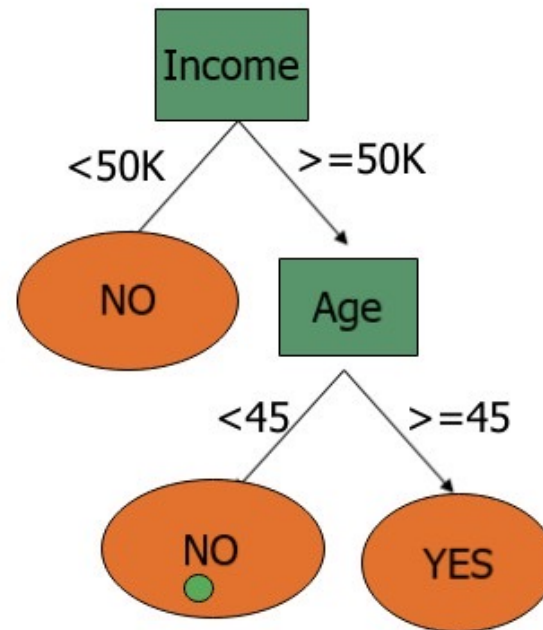 Income
<50K
>=50K
NO
Age
<45
>=45
NO
YES